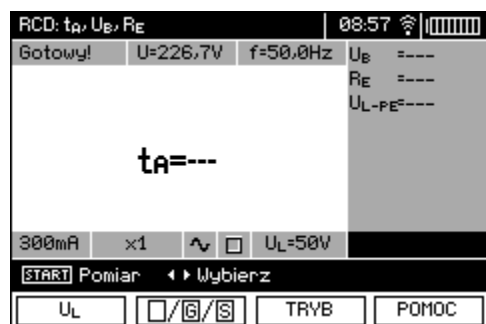 RCD: tA, UB, RE 08:57
Gotowy! U=226,7V f=50,0Hz
UB =---
RE =---
UL-PE=---
tA=---
300mA x1 UL=50V
START Pomiar Wybierz
UL /G/S TRYB POMOC